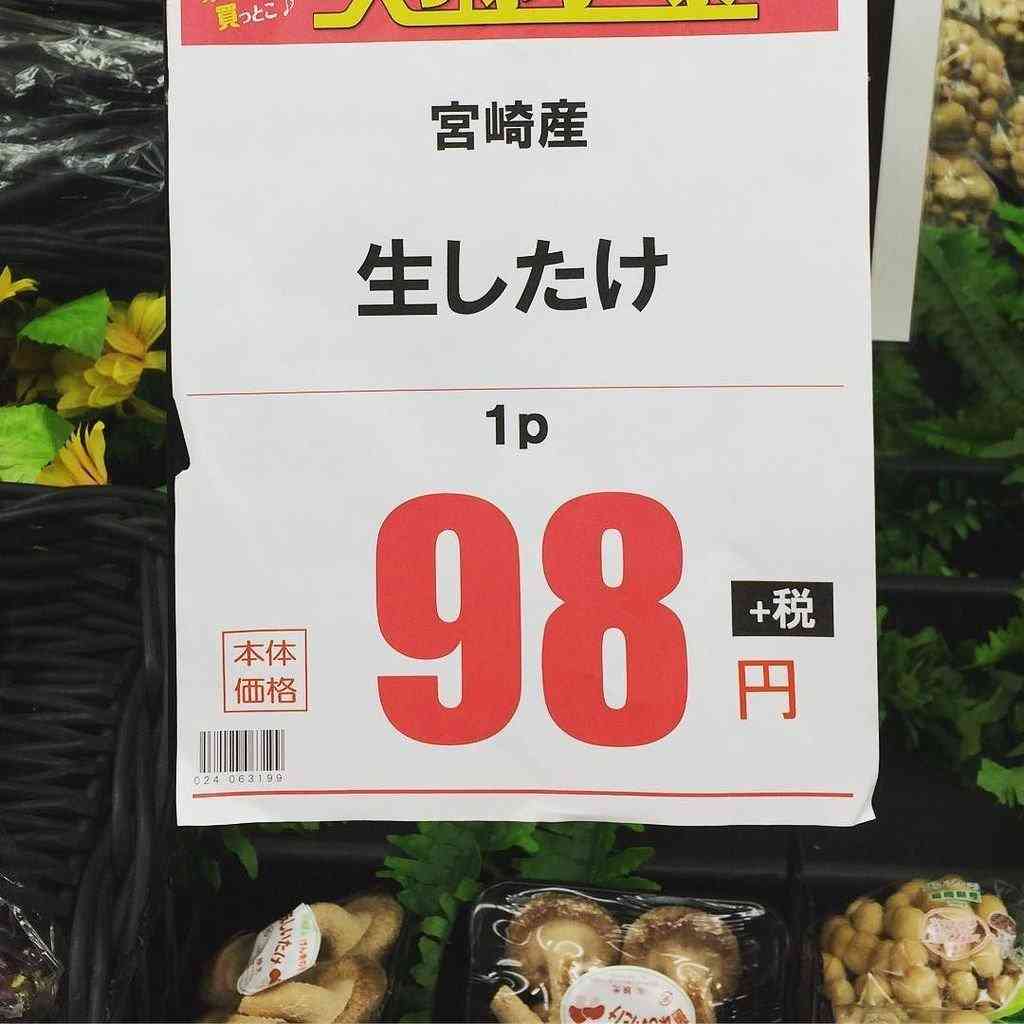 買っとこ♪
宮崎産
生したけ
1p
98
+税
円
本体
価格
024 063199